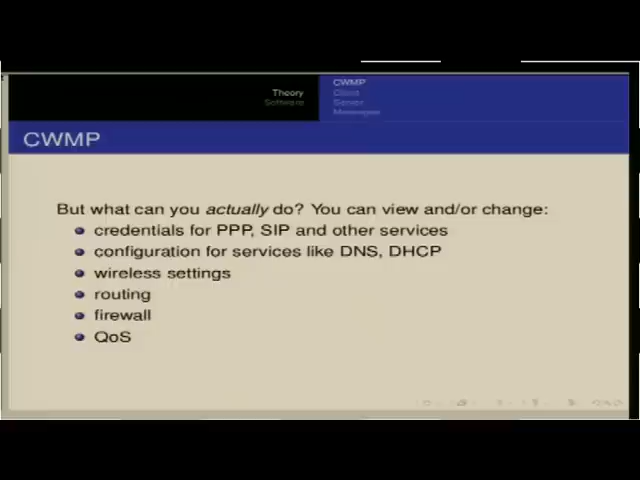 Theory
Software
CWMP
Client
Server
Messages
CWMP
But what can you actually do? You can view and/or change:
credentials for PPP, SIP and other services
configuration for services like DNS, DHCP
wireless settings
routing
firewall
QoS